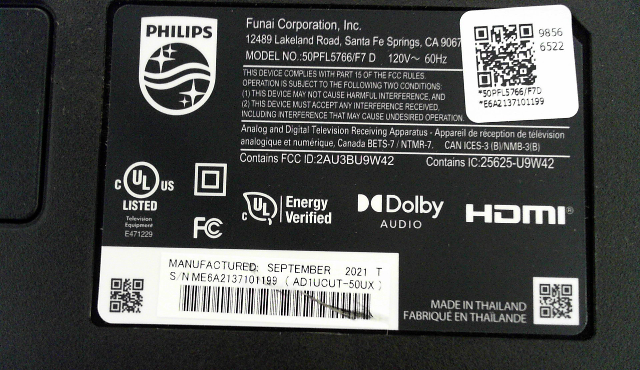 PHILIPS
Funai Corporation, Inc.
12489 Lakeland Road, Santa Fe Springs, CA 9067
MODEL NO.:50PFL5766/F7 D 120V~ 60Hz
THIS DEVICE COMPLIES WITH PART 15 OF THE FCC RULES.
OPERATION IS SUBJECT TO THE FOLLOWING TWO CONDITIONS:
(1) THIS DEVICE MAY NOT CAUSE HARMFUL INTERFERENCE, AND
(2) THIS DEVICE MUST ACCEPT ANY INTERFERENCE RECEIVED,
INCLUDING INTERFERENCE THAT MAY CAUSE UNDESIRED OPERATION.
9856
6522
*50PFL5766/F7D
*E6A2137101199
Analog and Digital Television Receiving Apparatus - Appareil de réception de télévision
analogique et numérique, Canada BETS-7 / NTMR-7. CAN ICES-3 (B)/NMB-3(B)
Contains FCC ID:2AU3BU9W42 Contains IC:25625-U9W42
C UL US
LISTED
Television
Equipment
E471229
FC
C UL Energy
Verified
Dolby
AUDIO
HDMI®
MANUFACTURED: SEPTEMBER 2021 T
S/N ME6A2137101199 ( AD1UCUT-50UX )
MADE IN THAILAND
FABRIQUÉ EN THAÏLANDE